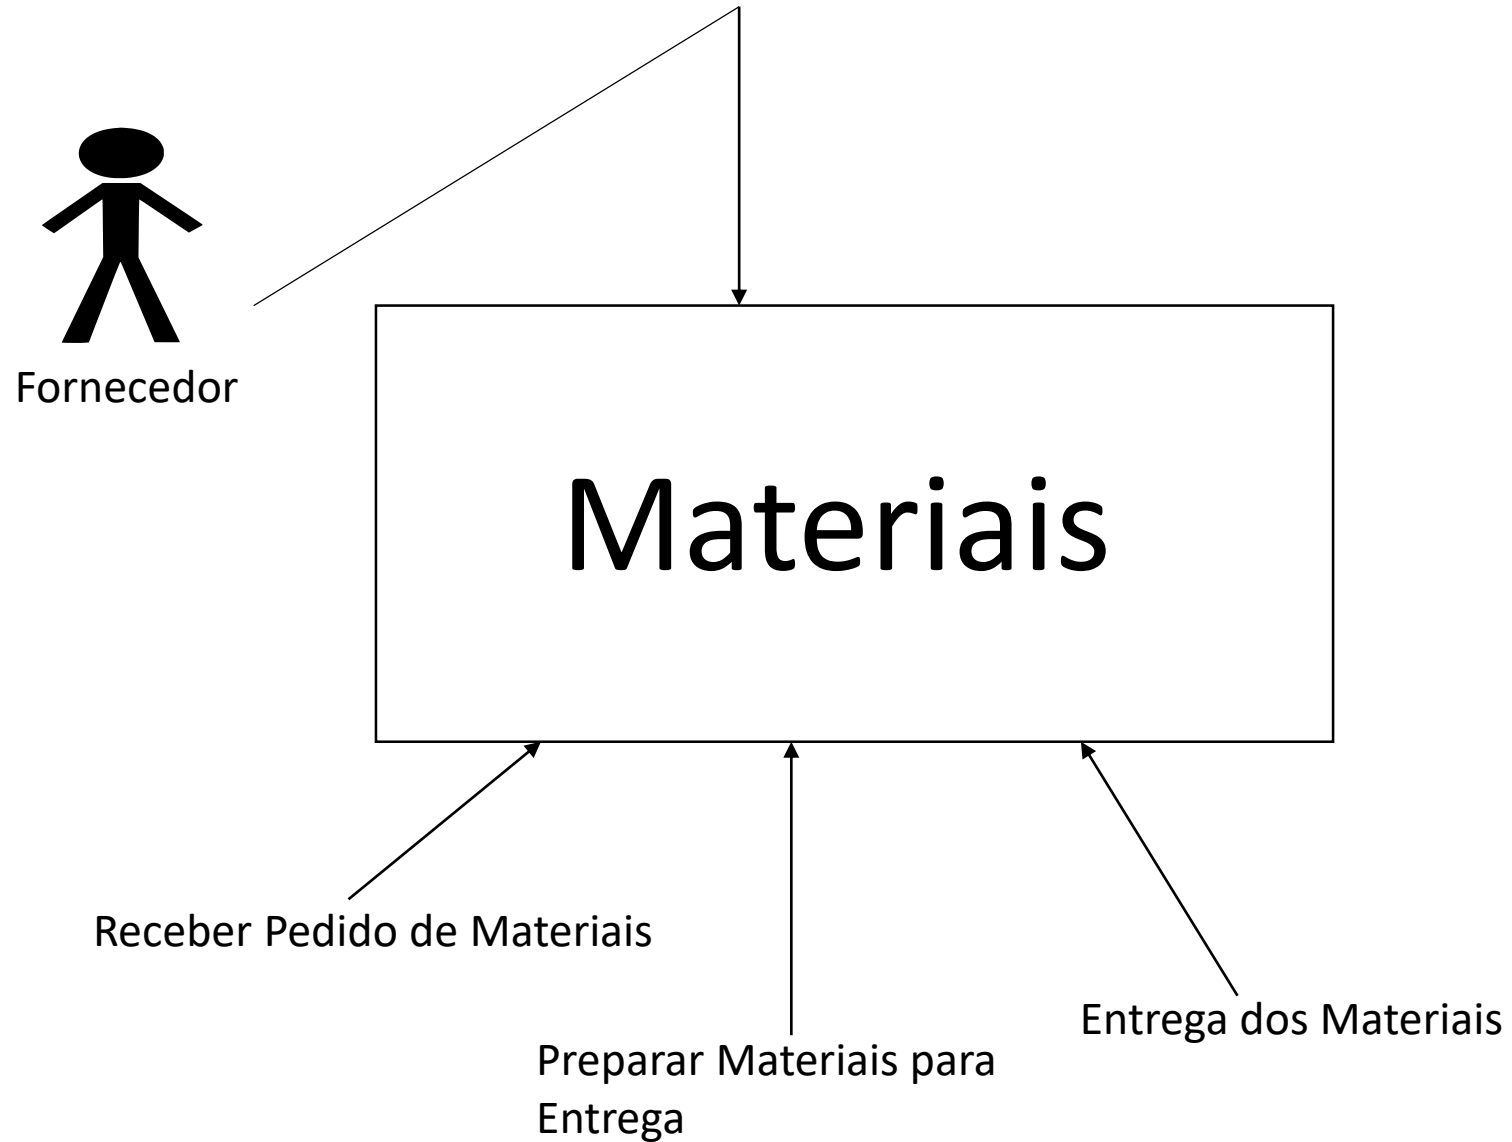 Fornecedor
Materiais
Receber Pedido de Materiais
Entrega dos Materiais
Preparar Materiais para
Entrega